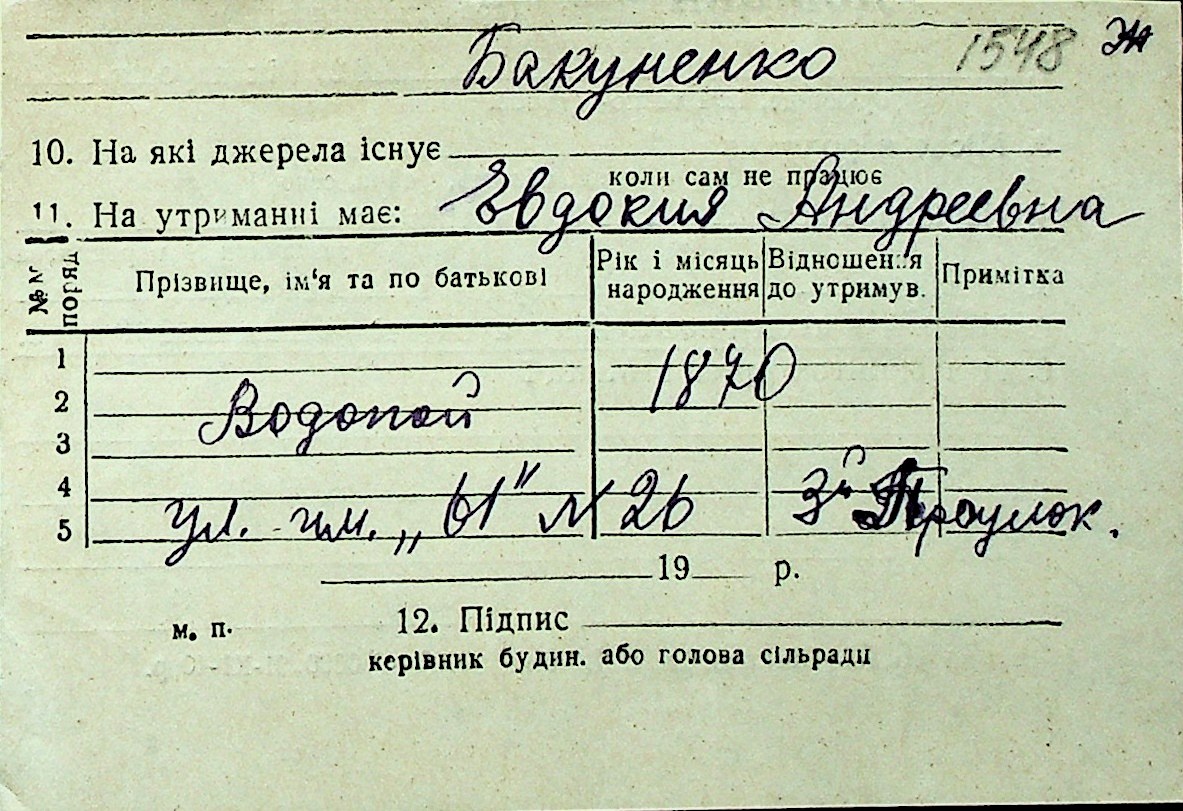 Бакуненко 1548 Ж
10. На які джерела існує
коли сам не працює
11. На утриманні має: Евдокия Андреевна
№№ поряд
Прізвище, ім'я та по батькові
Рік і місяць народження
Відношення до утримув.
Примітка
1
1870
2
Водопой
3
4
5
ул. им. „61" № 26 3й Переулок.
19 р.
м. п. 12. Підпис
керівник будин. або голова сільради